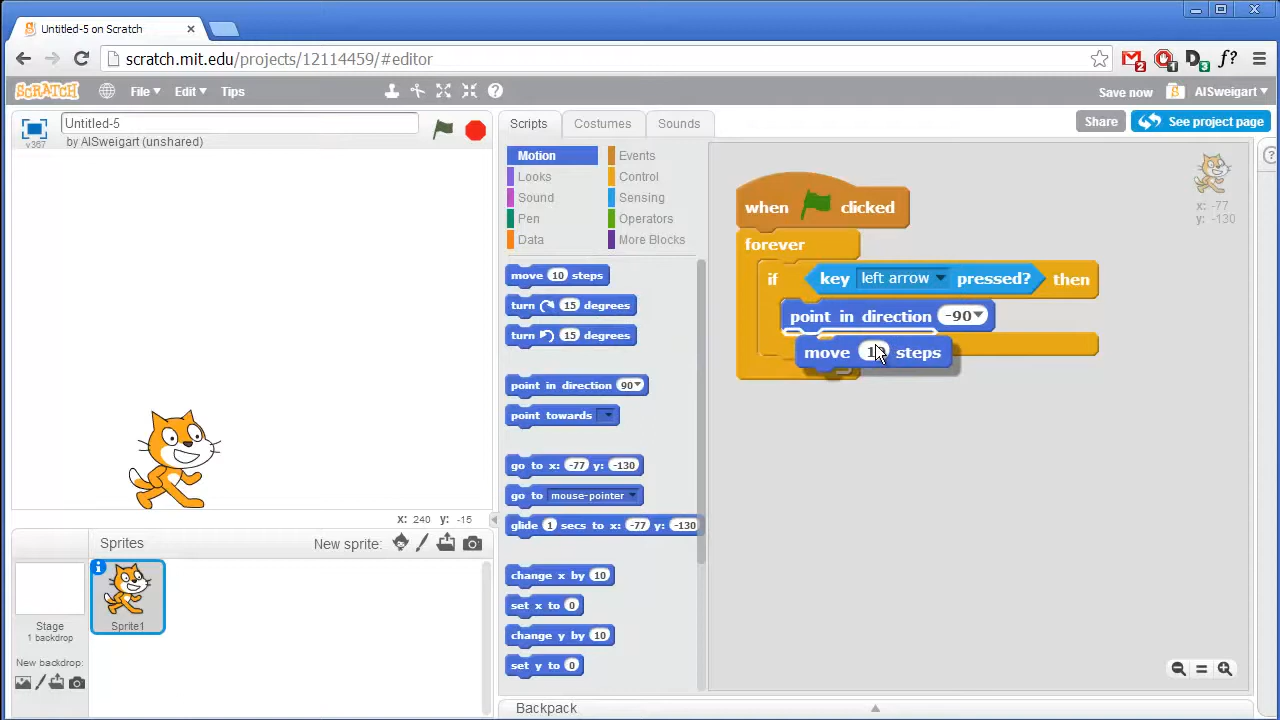 Untitled-5 on Scratch
scratch.mit.edu/projects/12114459/#editor
2 1 3 f?
SCRATCH File Edit Tips ? Save now AlSweigart
Untitled-5
by AlSweigart (unshared)
v367
Scripts Costumes Sounds
Share See project page
Motion Events
Looks Control
Sound Sensing
Pen Operators
Data More Blocks
move 10 steps
turn 15 degrees
turn 15 degrees
point in direction 90
point towards
go to x: -77 y: -130
go to mouse-pointer
glide 1 secs to x: -77 y: -130
change x by 10
set x to 0
change y by 10
set y to 0
when clicked
forever
if key left arrow pressed? then
point in direction -90
move steps
x: -77
y: -130
?
x: 240 y: -15
Sprites New sprite:
Stage
1 backdrop
New backdrop:
i
Sprite1
Backpack